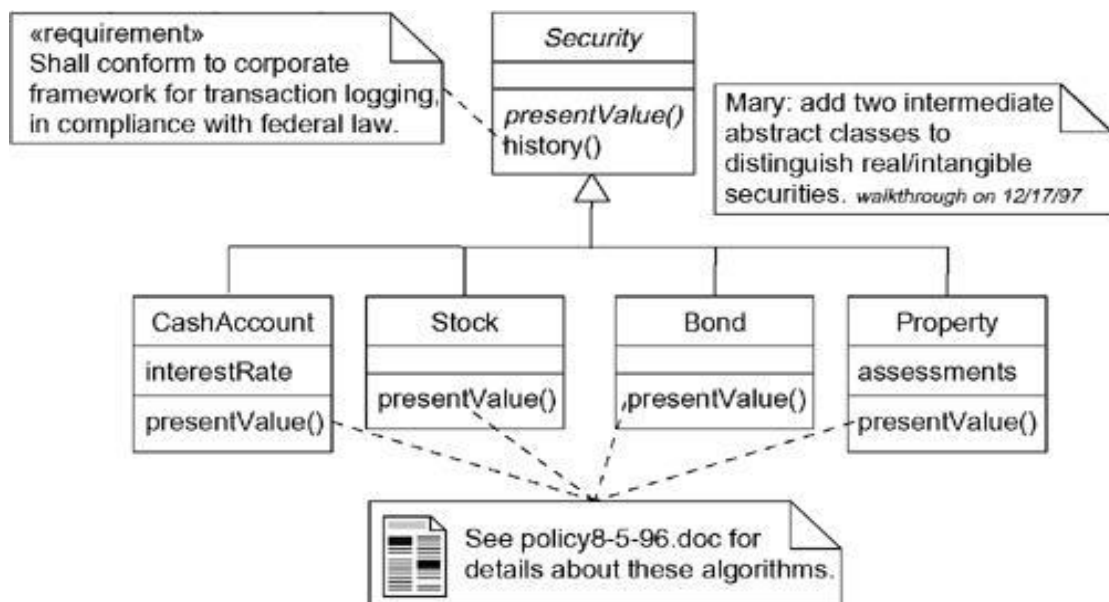 «requirement»
Shall conform to corporate
framework for transaction logging,
in compliance with federal law.
Security
presentValue()
history()
Mary: add two intermediate
abstract classes to
distinguish real/intangible
securities. walkthrough on 12/17/97
CashAccount
interestRate
presentValue()
Stock
presentValue()
Bond
presentValue()
Property
assessments
presentValue()
See policy8-5-96.doc for
details about these algorithms.